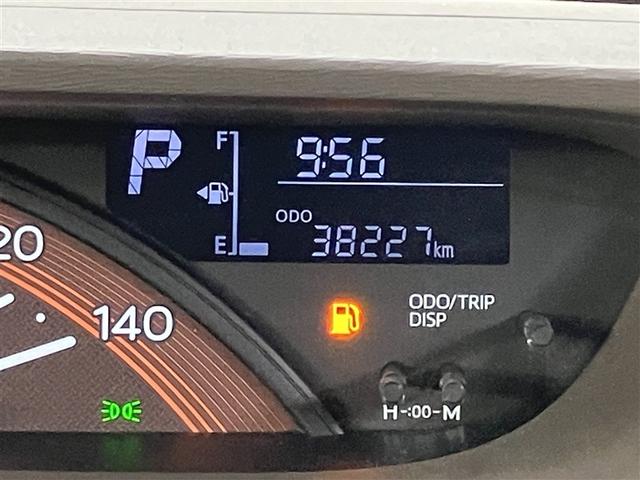 P
F
9:56
E
ODO
38227km
20
140
ODO/TRIP
DISP
H-:00-M